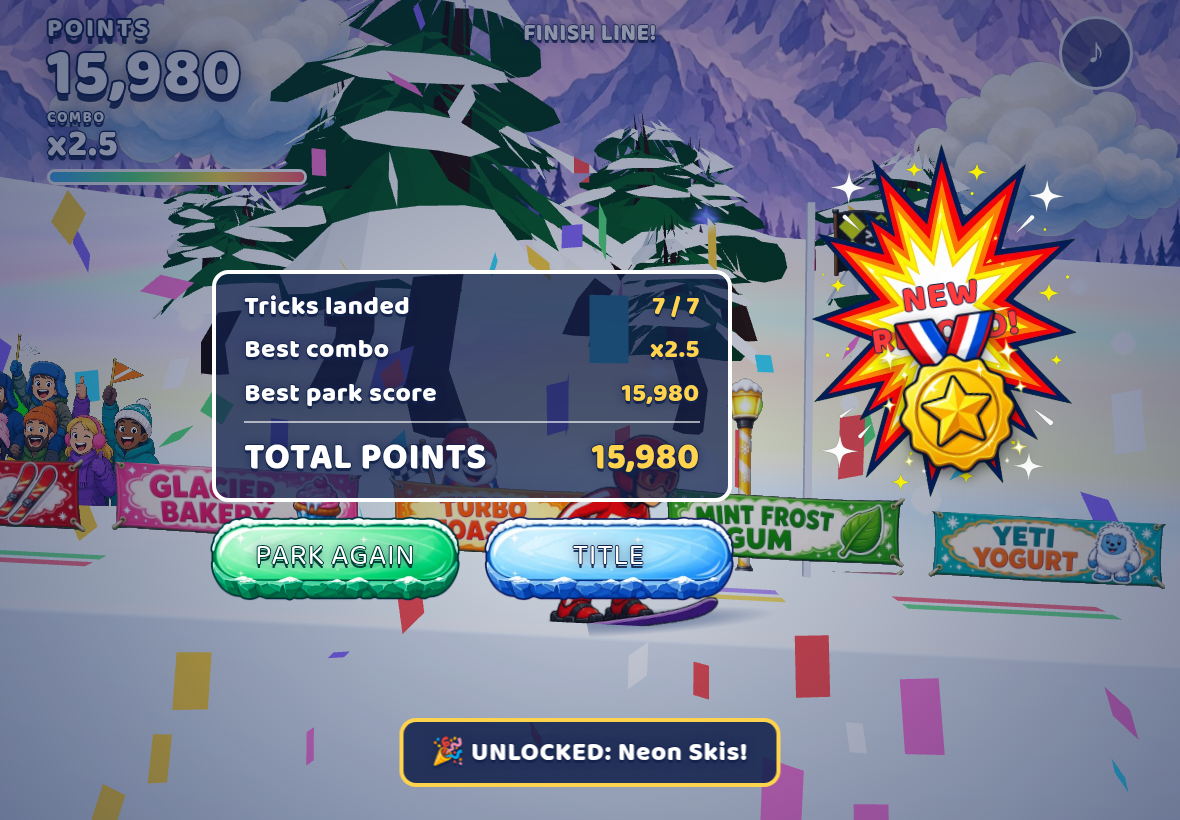 POINTS
15,980
COMBO
x2.5
FINISH LINE!
♪
NEW
Tricks landed 7 / 7
Best combo x2.5
Best park score 15,980
TOTAL POINTS 15,980
GLACIER
BAKERY
TURBO
MINT FROST
GUM
YETI
YOGURT
PARK AGAIN
TITLE
🎉 UNLOCKED: Neon Skis!